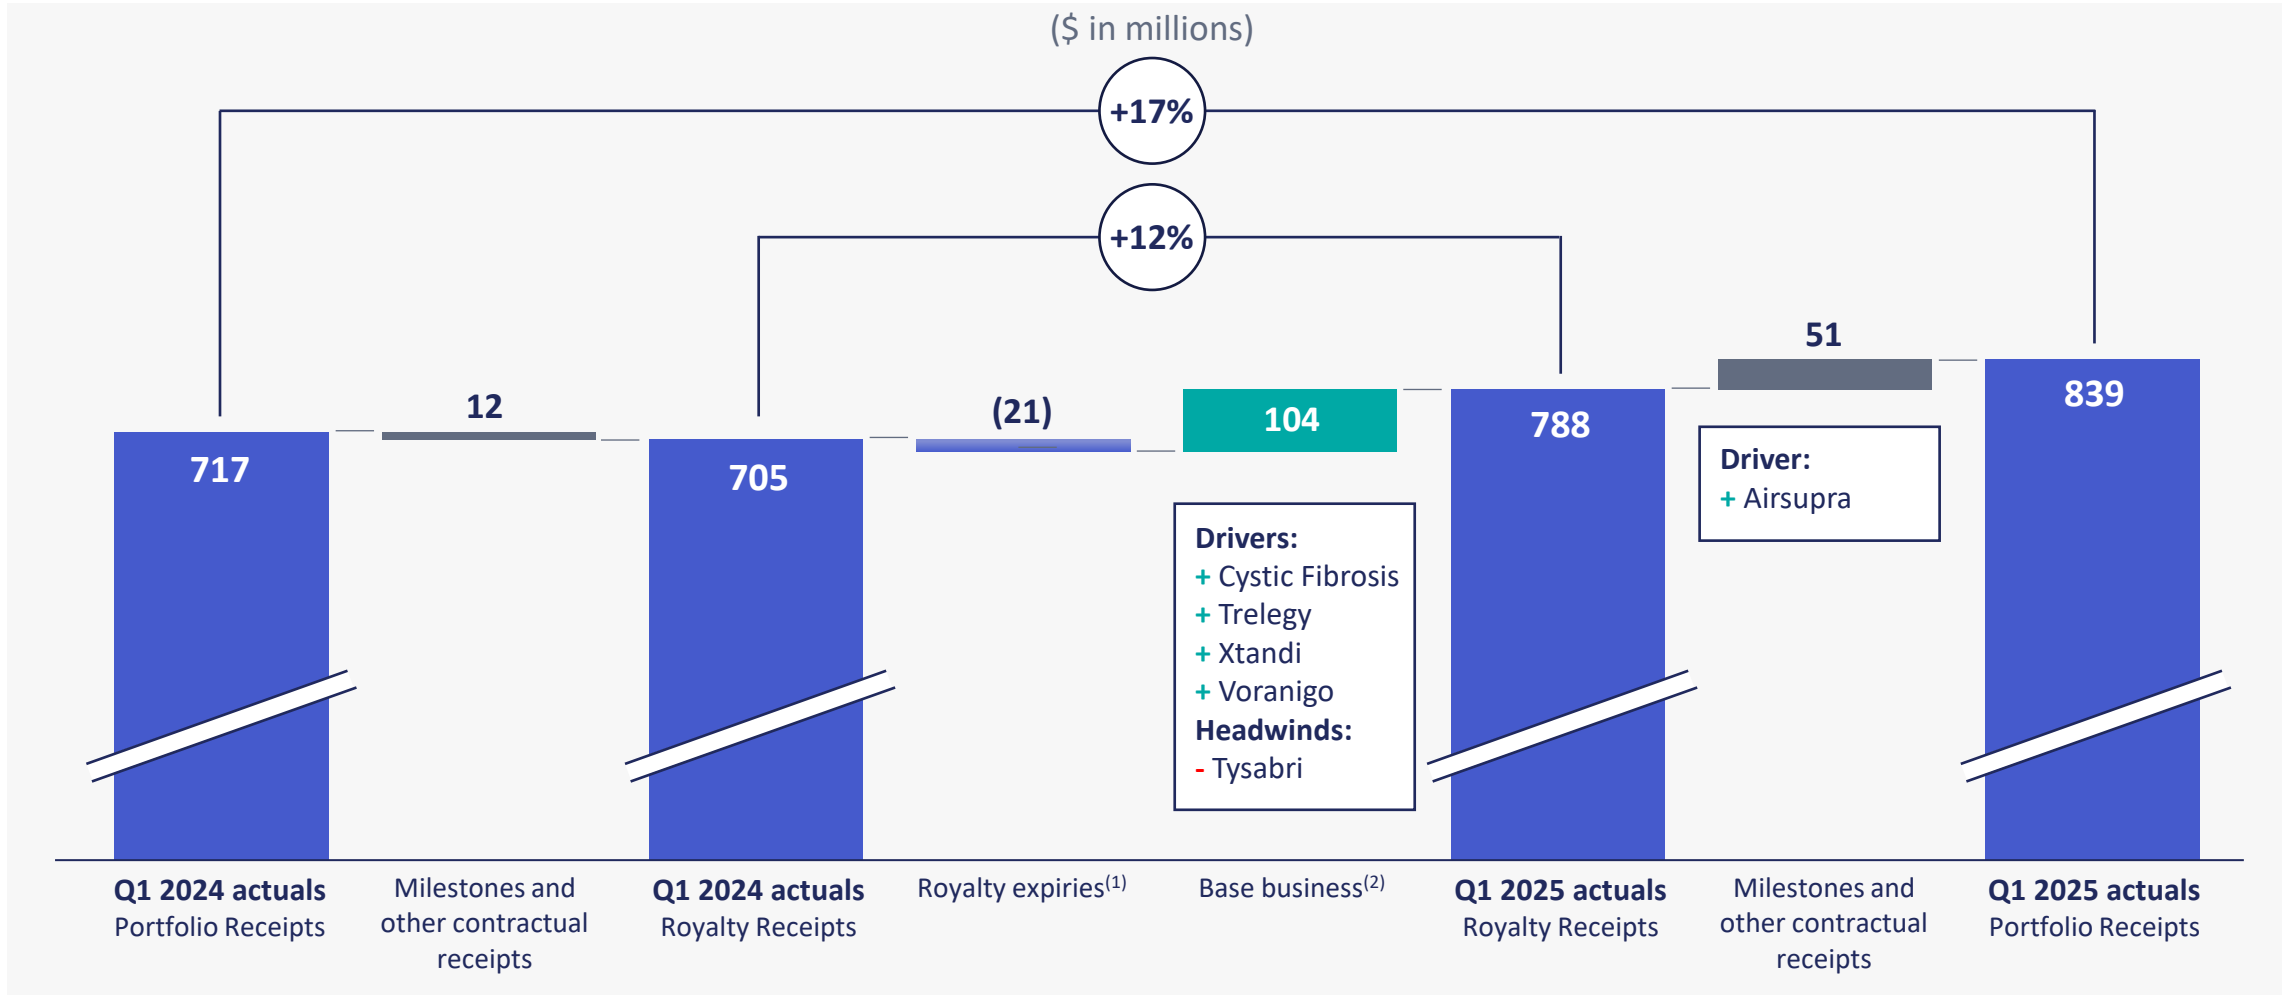 ($ in millions)
+17%
+12%
717
12
705
(21)
104
788
51
839
Drivers:
+ Cystic Fibrosis
+ Trelegy
+ Xtandi
+ Voranigo
Headwinds:
- Tysabri
Driver:
+ Airsupra
Q1 2024 actuals
Portfolio Receipts
Milestones and
other contractual
receipts
Q1 2024 actuals
Royalty Receipts
Royalty expiries(1)
Base business(2)
Q1 2025 actuals
Royalty Receipts
Milestones and
other contractual
receipts
Q1 2025 actuals
Portfolio Receipts